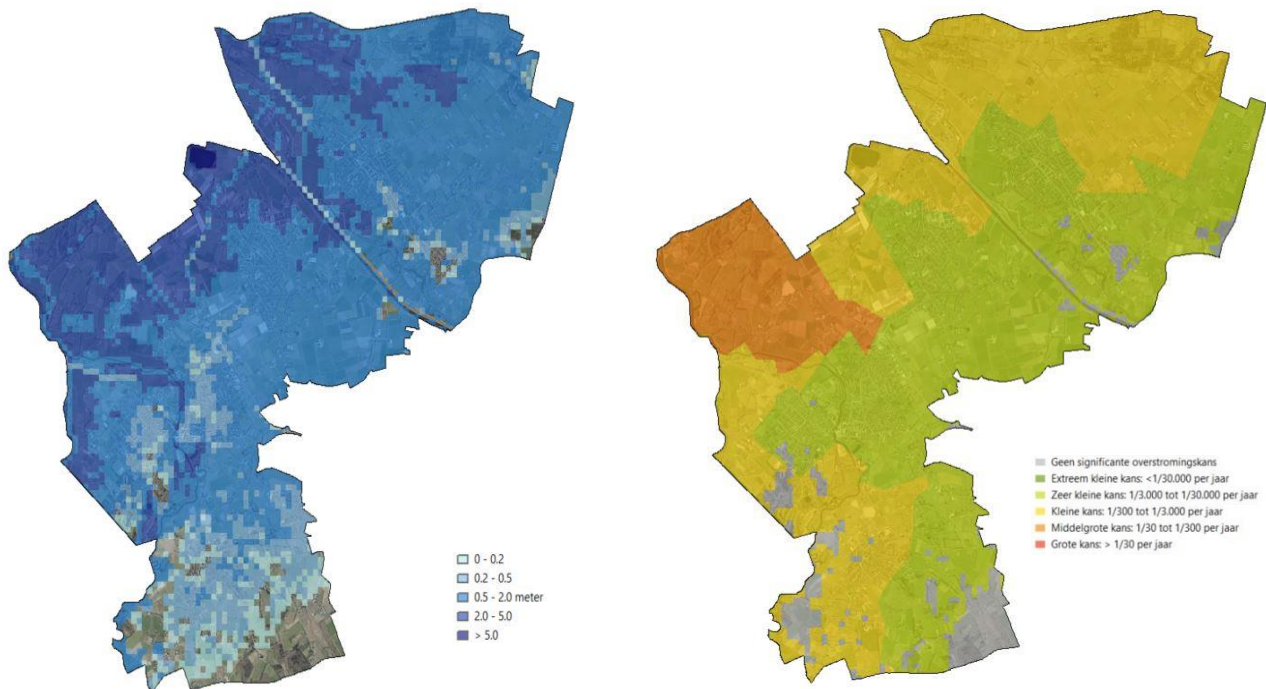 0 - 0.2
0.2 - 0.5
0.5 - 2.0 meter
2.0 - 5.0
> 5.0
Geen significante overstromingskans
Extreem kleine kans: <1/30.000 per jaar
Zeer kleine kans: 1/3.000 tot 1/30.000 per jaar
Kleine kans: 1/300 tot 1/3.000 per jaar
Middelgrote kans: 1/30 tot 1/300 per jaar
Grote kans: > 1/30 per jaar